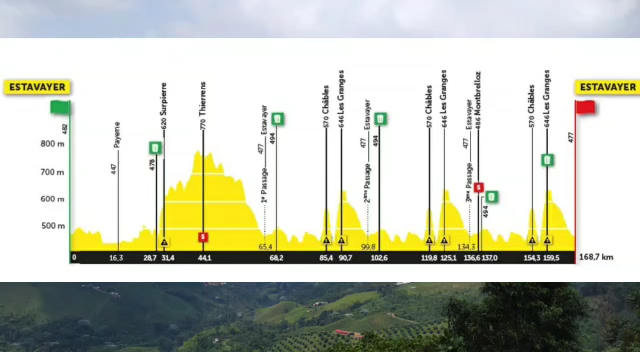 ESTAVAYER
ESTAVAYER
482
447 Payerne
478
620 Surpierre
770 Thierrens
1er Passage 477 Estavayer
494
570 Châbles
646 Les Granges
2ème Passage 477 Estavayer
494
570 Châbles
646 Les Granges
3ème Passage 477 Estavayer
486 Montbrelloz
494
570 Châbles
646 Les Granges
477
800 m
700 m
600 m
500 m
S
S
65,4
99,8
134,3
0
16,3
28,7
31,4
44,1
68,2
85,4
90,7
102,6
119,8
125,1
136,6
137,0
154,3
159,5
168,7 km